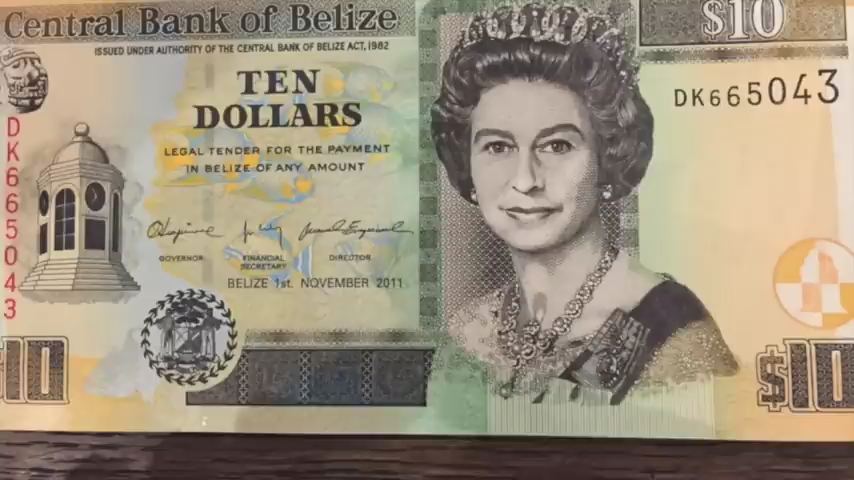 Central Bank of Belize
ISSUED UNDER AUTHORITY OF THE CENTRAL BANK OF BELIZE ACT, 1982
$10
TEN
DOLLARS
DK665043
LEGAL TENDER FOR THE PAYMENT
IN BELIZE OF ANY AMOUNT
DK665043
GOVERNOR
FINANCIAL
SECRETARY
DIRECTOR
BELIZE 1st. NOVEMBER 2011
10
$10